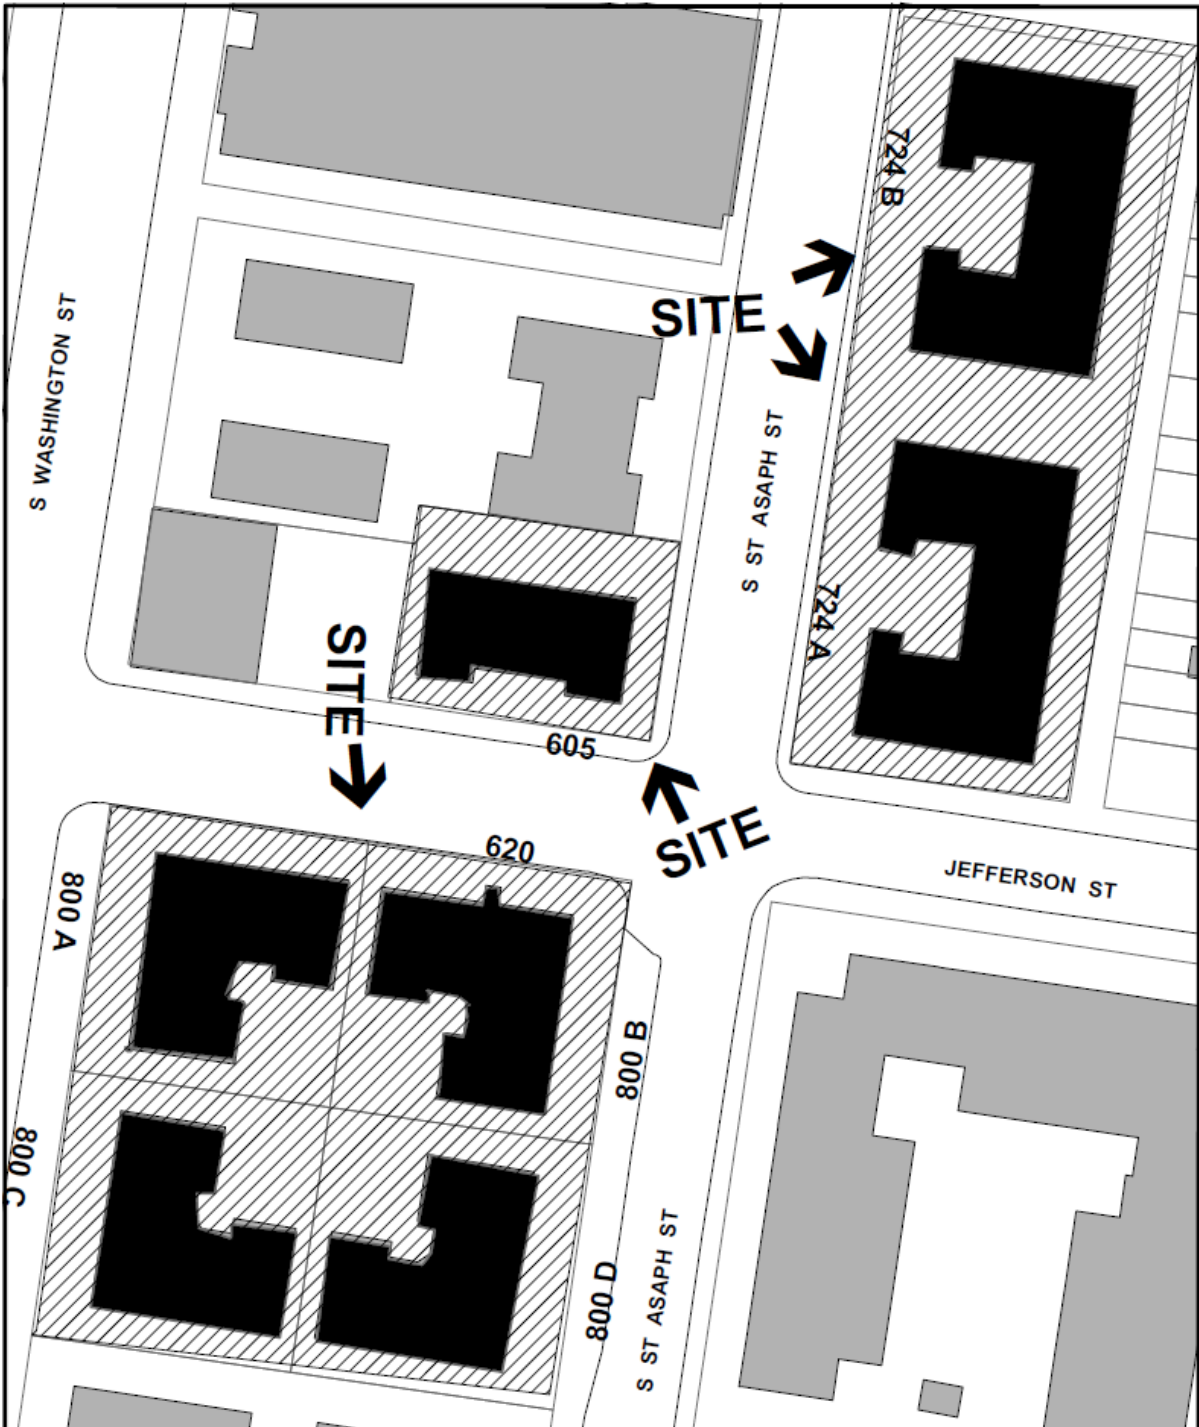 724 B
SITE
S WASHINGTON ST
S ST ASAPH ST
724 A
SITE
605
SITE
620
JEFFERSON ST
800 A
800 B
800 C
800 D
S ST ASAPH ST